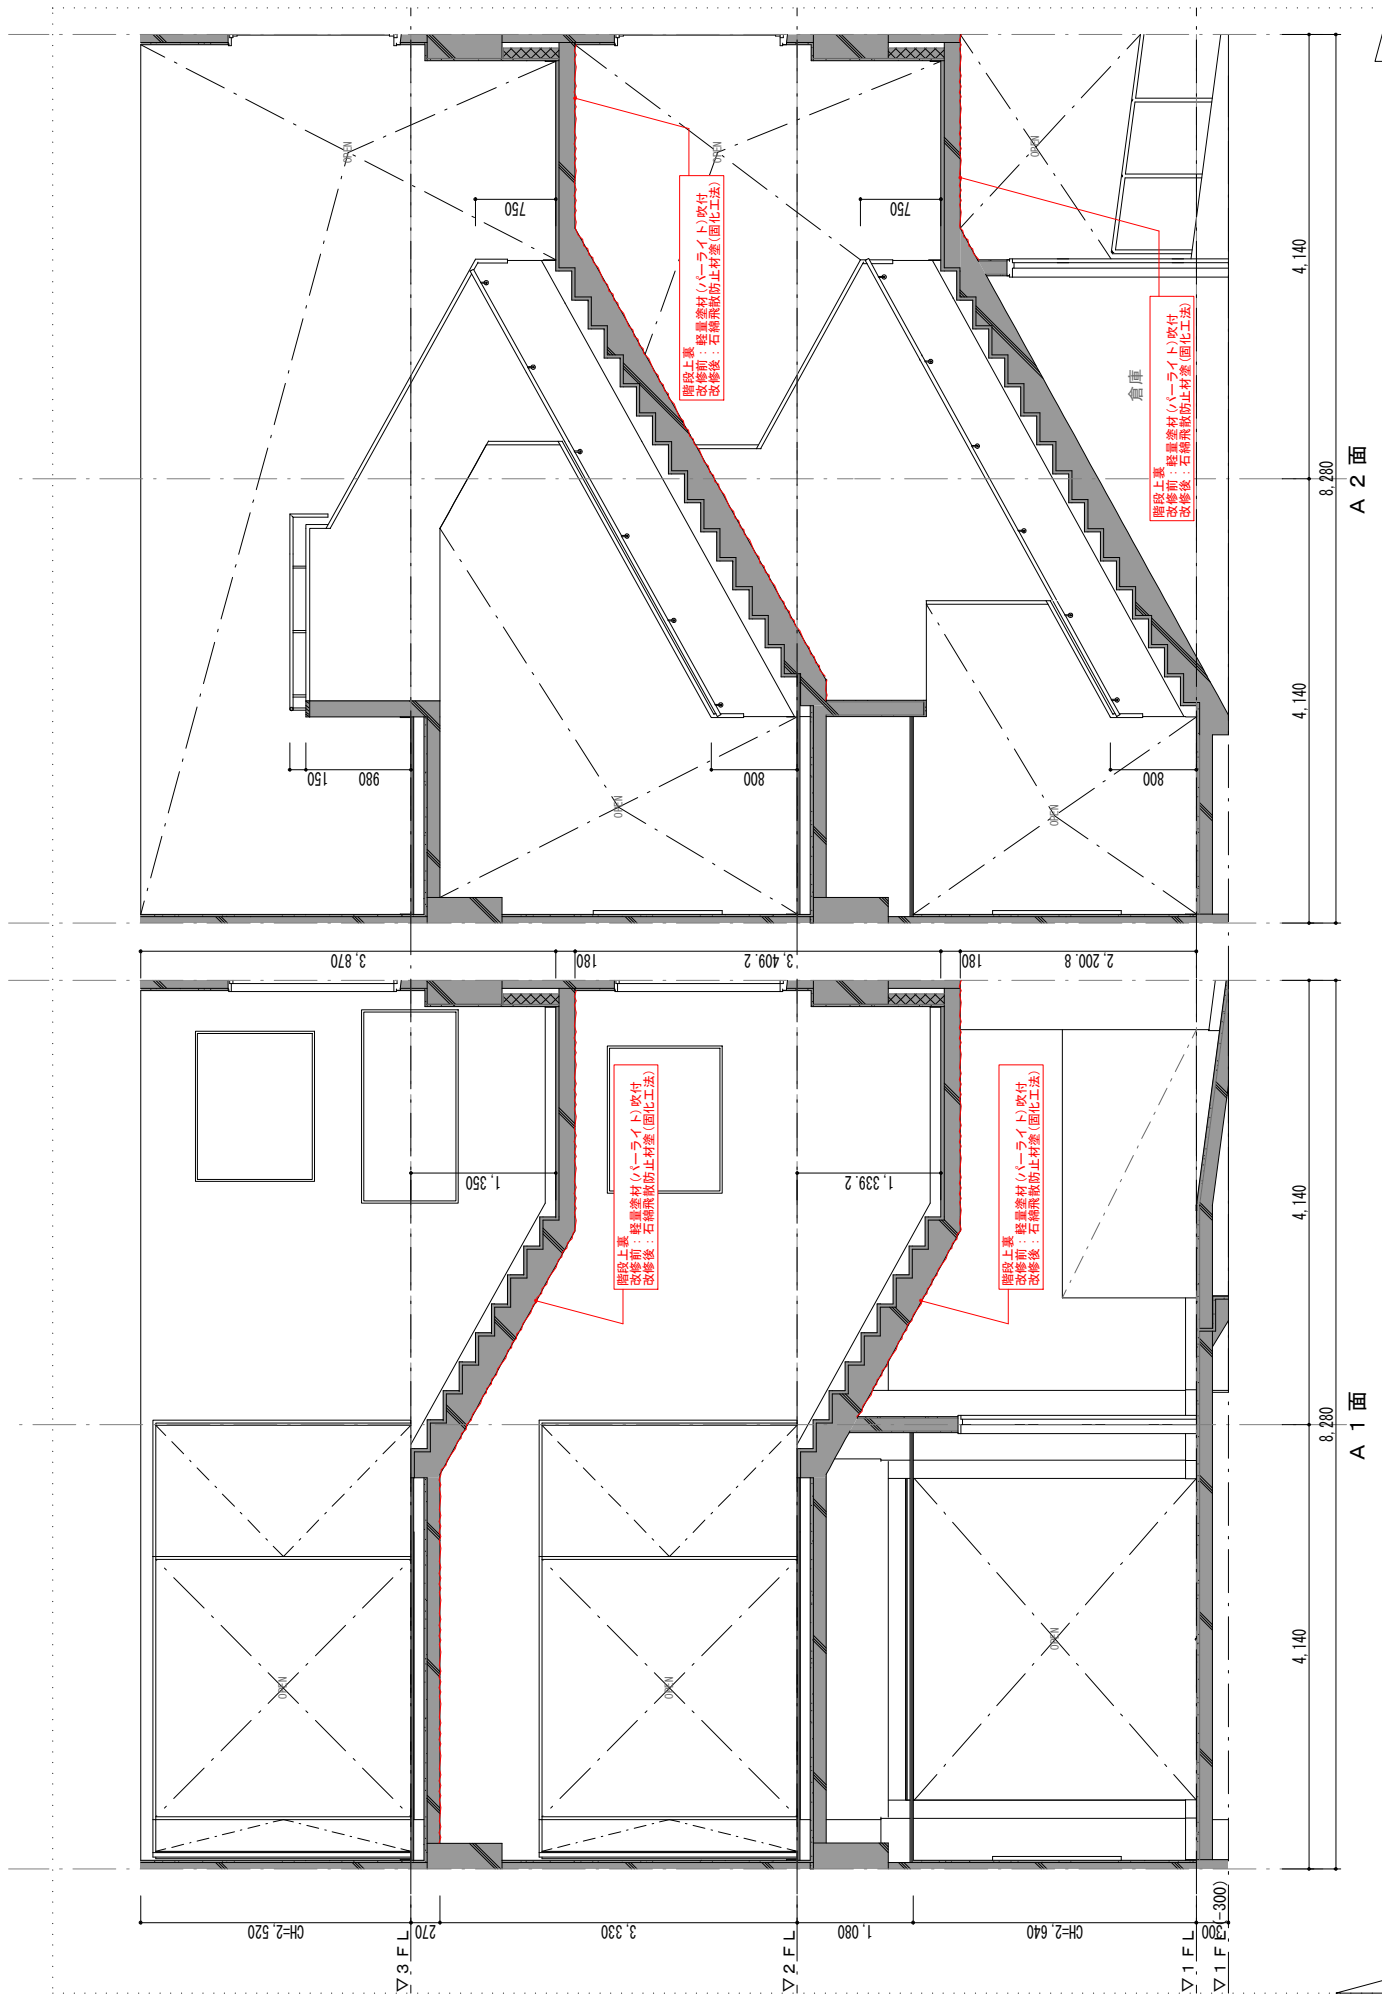 OPEN
OPEN
OPEN
750
750
階段上裏
改修前：軽量塗材(パーライト)吹付
改修後：石綿飛散防止材塗(固化工法)
階段上裏
改修前：軽量塗材(パーライト)吹付
改修後：石綿飛散防止材塗(固化工法)
倉庫
150
980
800
800
OPEN
OPEN
4,140
4,140
8,280
A 2 面
3,870
180
3,409.2
180
2,200.8
1,350
1,339.2
階段上裏
改修前：軽量塗材(パーライト)吹付
改修後：石綿飛散防止材塗(固化工法)
階段上裏
改修前：軽量塗材(パーライト)吹付
改修後：石綿飛散防止材塗(固化工法)
OPEN
OPEN
OPEN
4,140
4,140
8,280
A 1 面
CH=2,520
270
3,330
1,080
CH=2,640
300
▽3 F L
▽2 F L
▽1 F L
▽1 F L(-300)